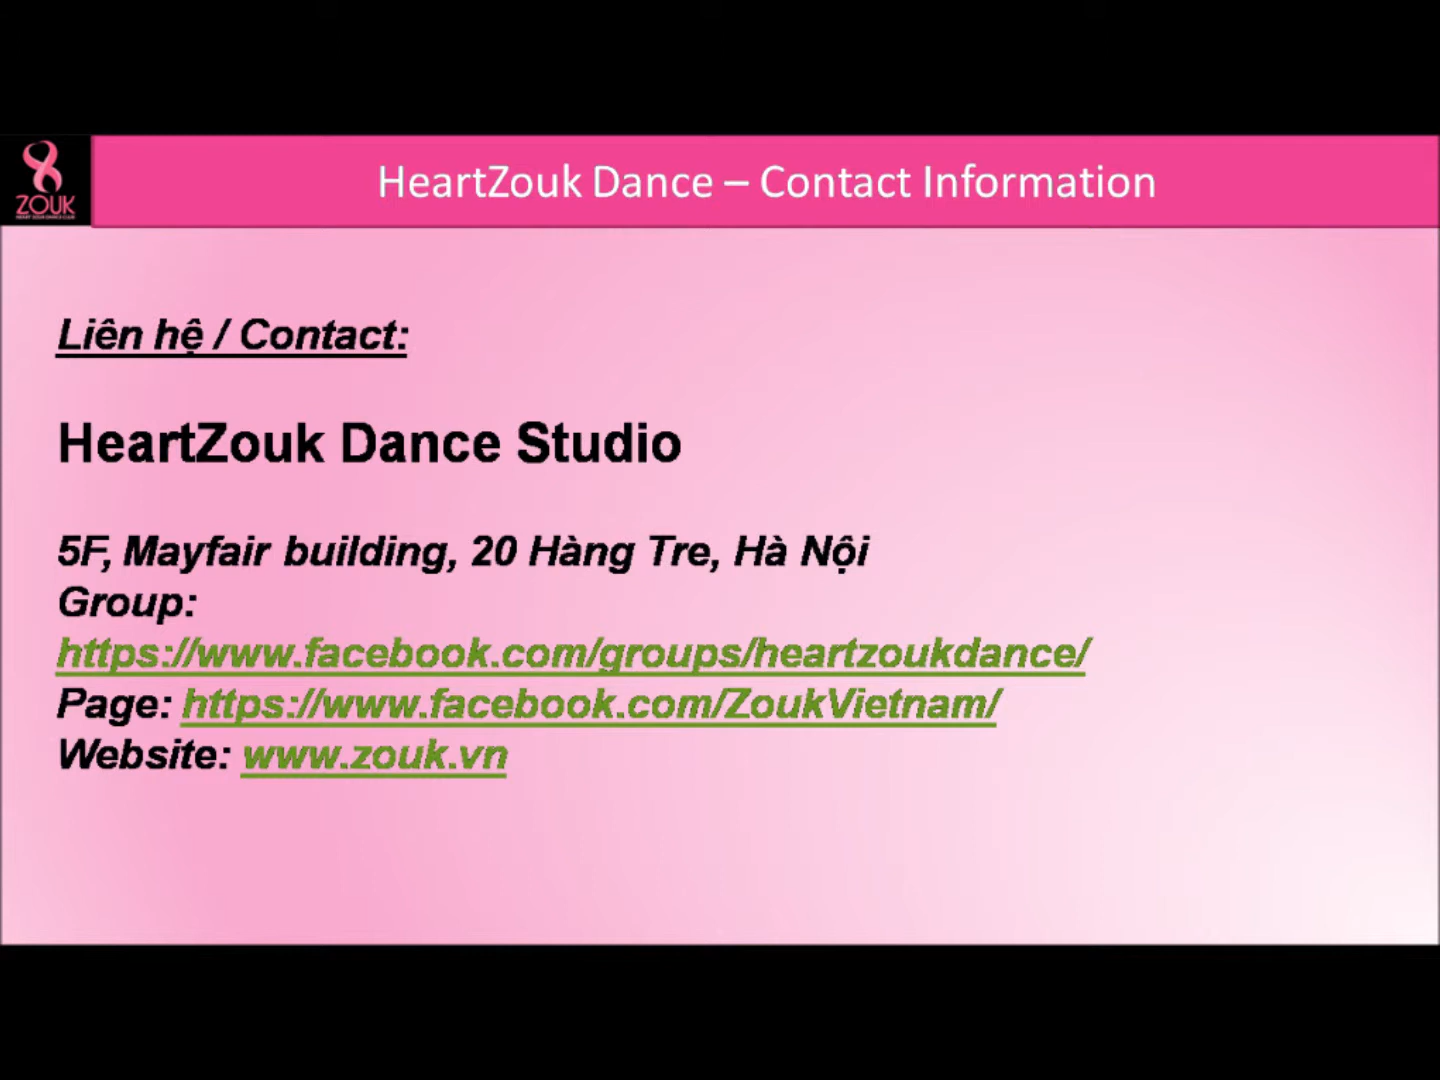 HeartZouk Dance – Contact Information
ZOUK
Liên hệ / Contact:
HeartZouk Dance Studio
5F, Mayfair building, 20 Hàng Tre, Hà Nội
Group:
https://www.facebook.com/groups/heartzoukdance/
Page: https://www.facebook.com/ZoukVietnam/
Website: www.zouk.vn